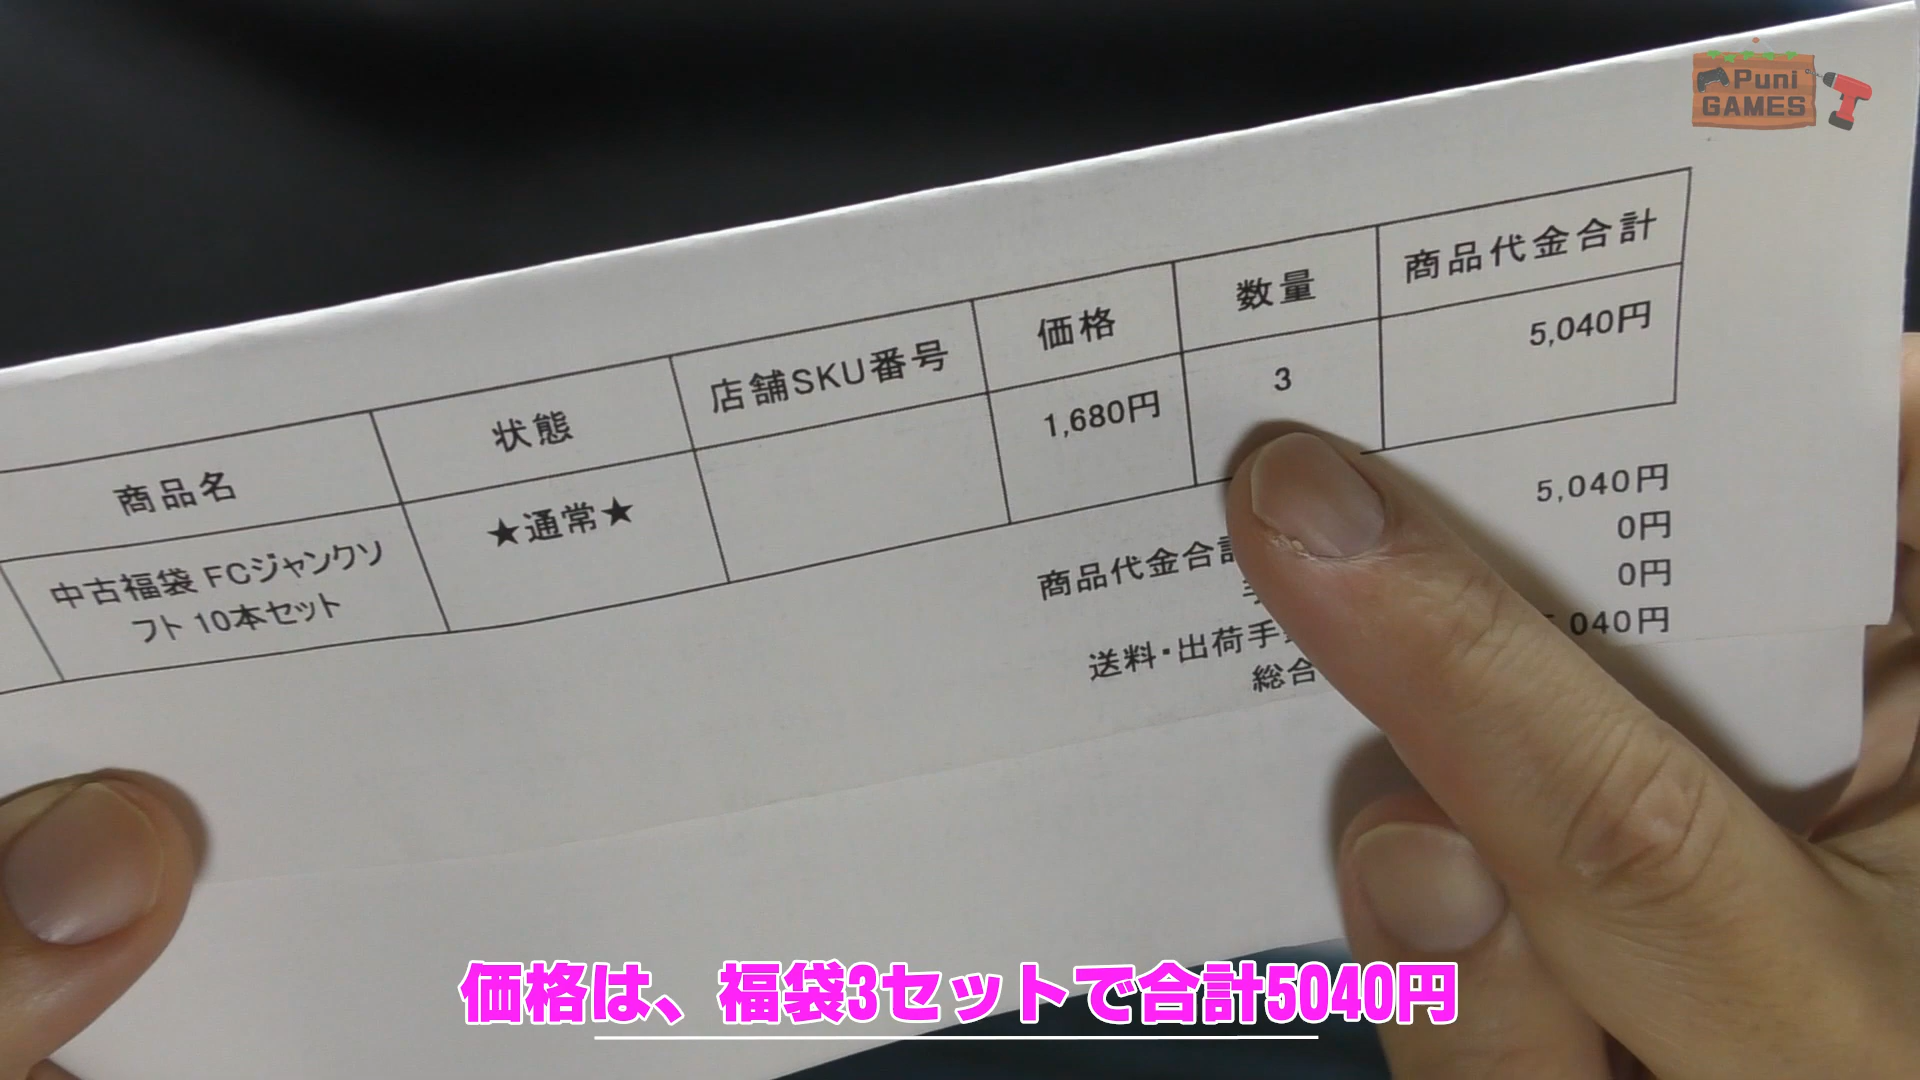 Puni
GAMES
商品名
状態
店舗SKU番号
価格
数量
商品代金合計
中古福袋 FCジャンクソ
フト 10本セット
★通常★
1,680円
3
5,040円
商品代金合計
5,040円
0円
送料・出荷手
0円
総合
040円
価格は、福袋3セットで合計5040円